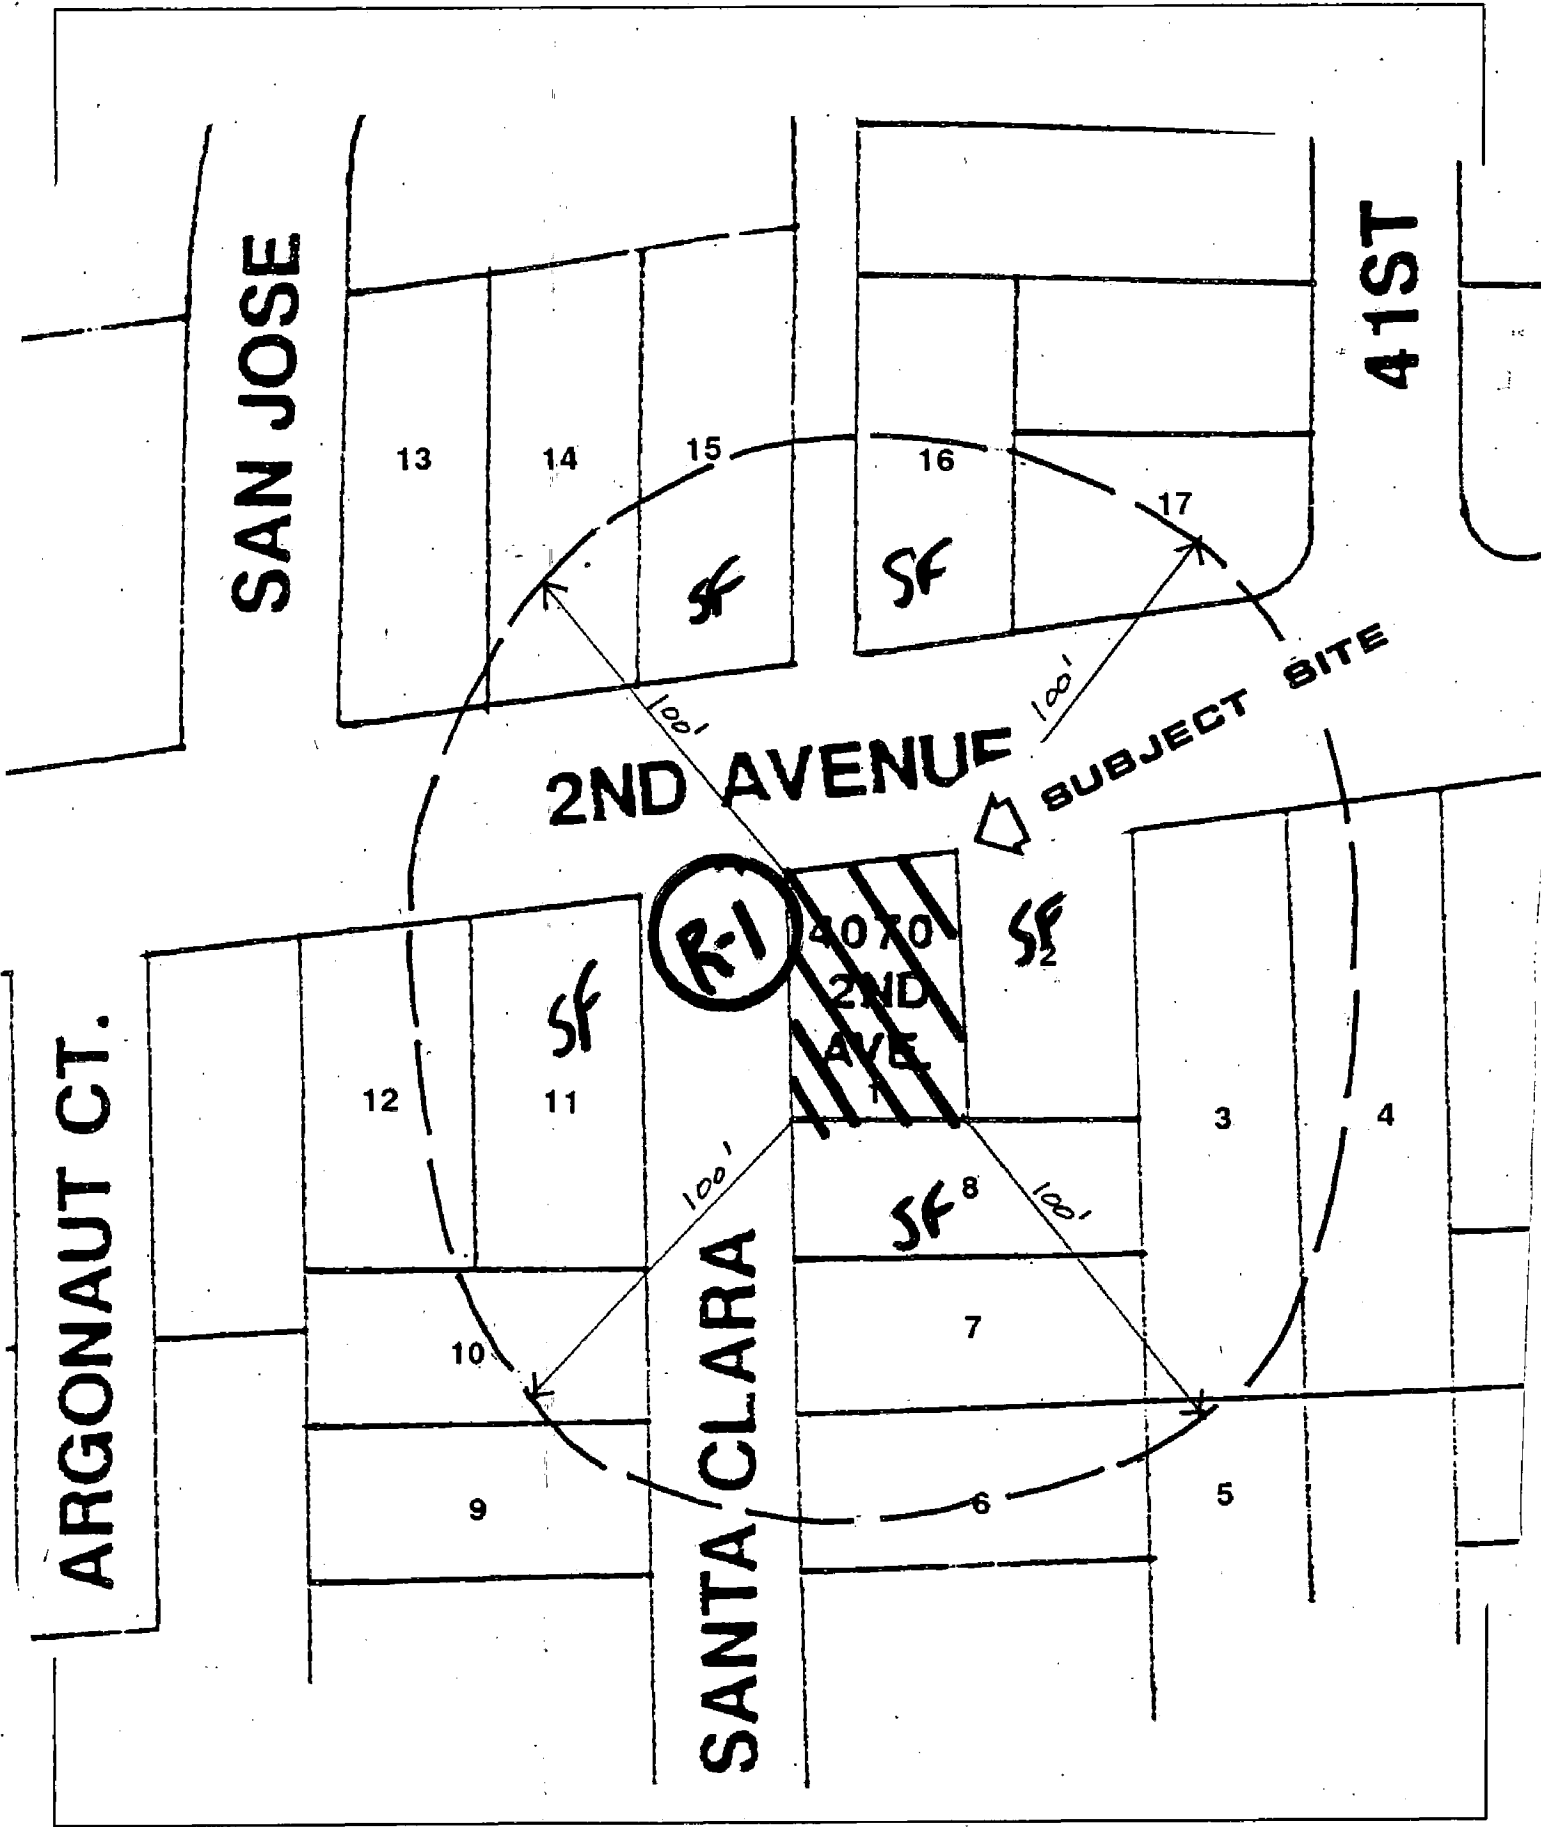 SAN JOSE
41ST
13
14
15
16
17
SF
SF
SUBJECT SITE
100'
100'
2ND AVENUE
R-1
4070
2ND
AVE
1
SF
2
SF
12
11
3
4
ARGONAUT CT.
100'
SF
8
100'
SANTA CLARA
7
10
9
6
5